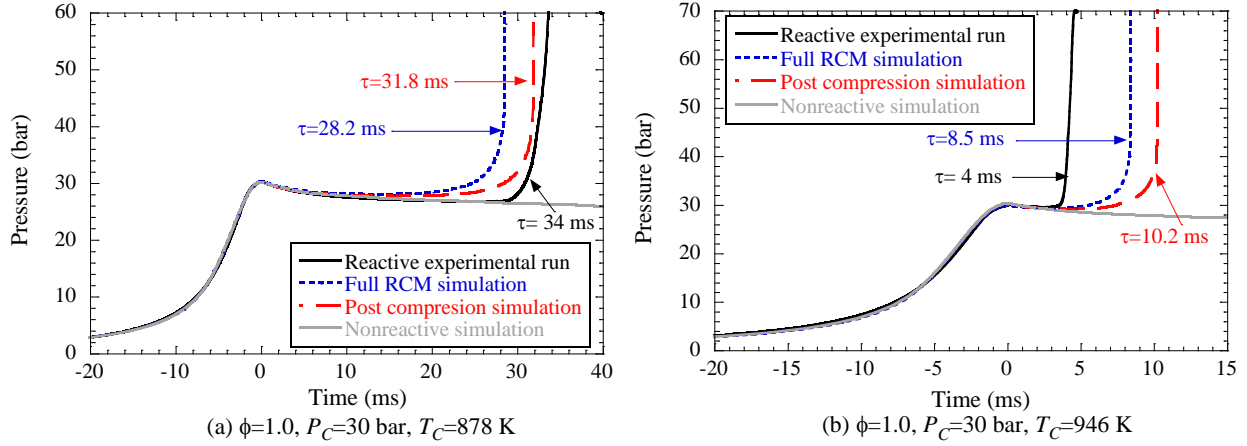 60
50
40
30
20
10
0
Pressure (bar)
τ=31.8 ms
τ=28.2 ms
τ= 34 ms
Reactive experimental run
Full RCM simulation
Post compresion simulation
Nonreactive simulation
-20 -10 0 10 20 30 40
Time (ms)
(a) ϕ=1.0, P_C=30 bar, T_C=878 K
70
60
50
40
30
20
10
0
Pressure (bar)
Reactive experimental run
Full RCM simulation
Post compression simulation
Nonreactive simulation
τ=8.5 ms
τ= 4 ms
τ=10.2 ms
-20 -15 -10 -5 0 5 10 15
Time (ms)
(b) ϕ=1.0, P_C=30 bar, T_C=946 K